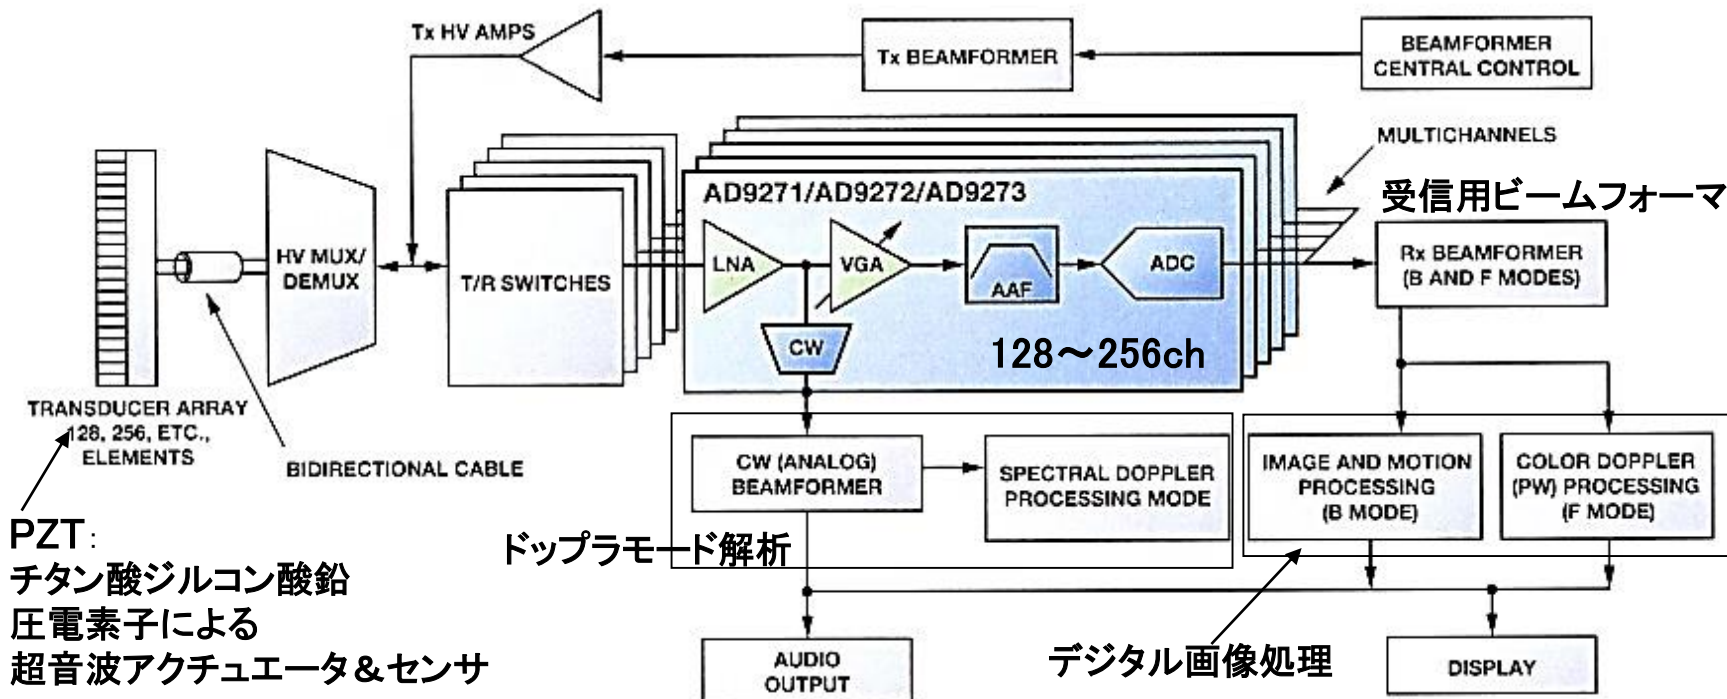 Tx HV AMPS
Tx BEAMFORMER
BEAMFORMER
CENTRAL CONTROL
MULTICHANNELS
AD9271/AD9272/AD9273
受信用ビームフォーマ
HV MUX/
DEMUX
T/R SWITCHES
LNA
VGA
AAF
ADC
Rx BEAMFORMER
(B AND F MODES)
CW
128～256ch
TRANSDUCER ARRAY
128, 256, ETC.,
ELEMENTS
BIDIRECTIONAL CABLE
CW (ANALOG)
BEAMFORMER
SPECTRAL DOPPLER
PROCESSING MODE
IMAGE AND MOTION
PROCESSING
(B MODE)
COLOR DOPPLER
(PW) PROCESSING
(F MODE)
PZT:
チタン酸ジルコン酸鉛
圧電素子による
超音波アクチュエータ&センサ
ドップラモード解析
デジタル画像処理
AUDIO
OUTPUT
DISPLAY